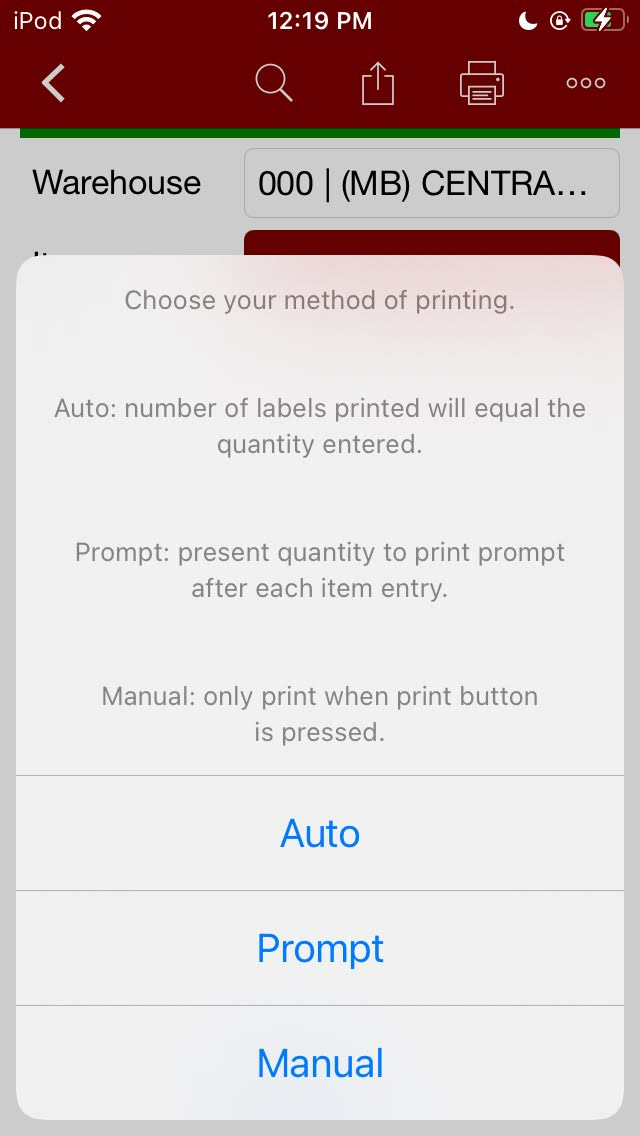 iPod
12:19 PM
Warehouse
000 | (MB) CENTRA...
Choose your method of printing.
Auto: number of labels printed will equal the
quantity entered.
Prompt: present quantity to print prompt
after each item entry.
Manual: only print when print button
is pressed.
Auto
Prompt
Manual